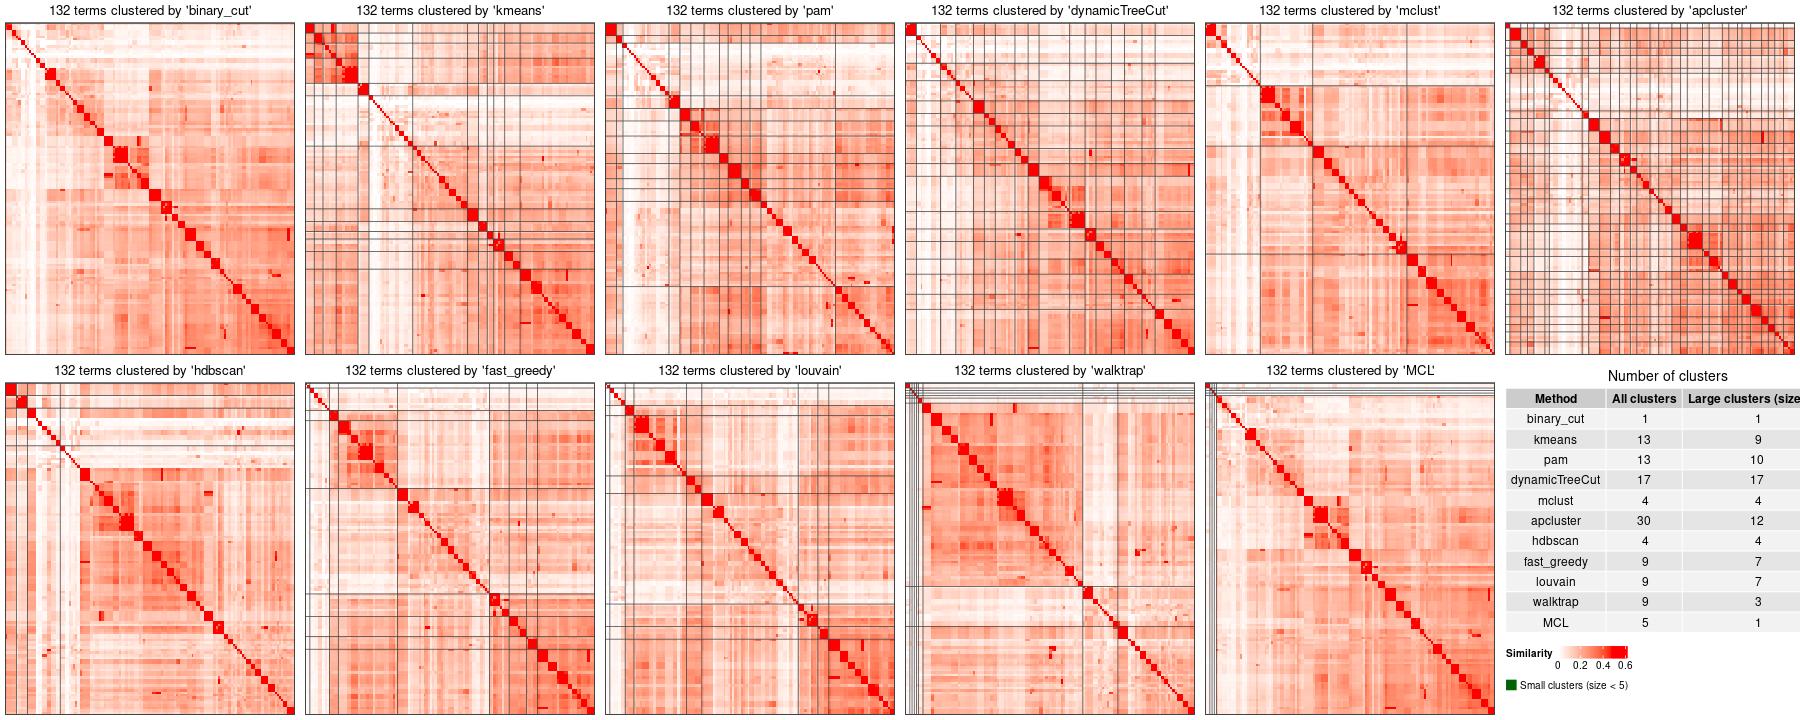 132 terms clustered by 'binary_cut'
132 terms clustered by 'kmeans'
132 terms clustered by 'pam'
132 terms clustered by 'dynamicTreeCut'
132 terms clustered by 'mclust'
132 terms clustered by 'apcluster'
132 terms clustered by 'hdbscan'
132 terms clustered by 'fast_greedy'
132 terms clustered by 'louvain'
132 terms clustered by 'walktrap'
132 terms clustered by 'MCL'
Number of clusters
Method All clusters Large clusters (size
binary_cut 1 1
kmeans 13 9
pam 13 10
dynamicTreeCut 17 17
mclust 4 4
apcluster 30 12
hdbscan 4 4
fast_greedy 9 7
louvain 9 7
walktrap 9 3
MCL 5 1
Similarity
0 0.2 0.4 0.6
Small clusters (size < 5)